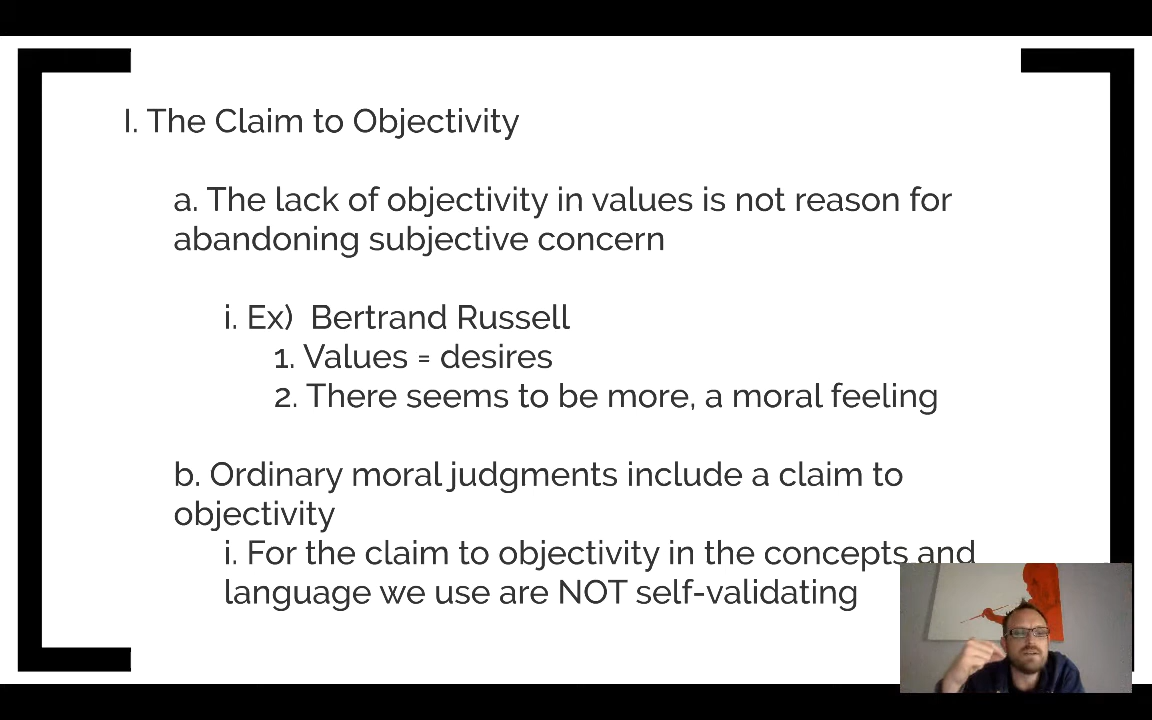 I. The Claim to Objectivity
a. The lack of objectivity in values is not reason for
abandoning subjective concern
i. Ex)  Bertrand Russell
1. Values = desires
2. There seems to be more, a moral feeling
b. Ordinary moral judgments include a claim to
objectivity
i. For the claim to objectivity in the concepts and
language we use are NOT self-validating